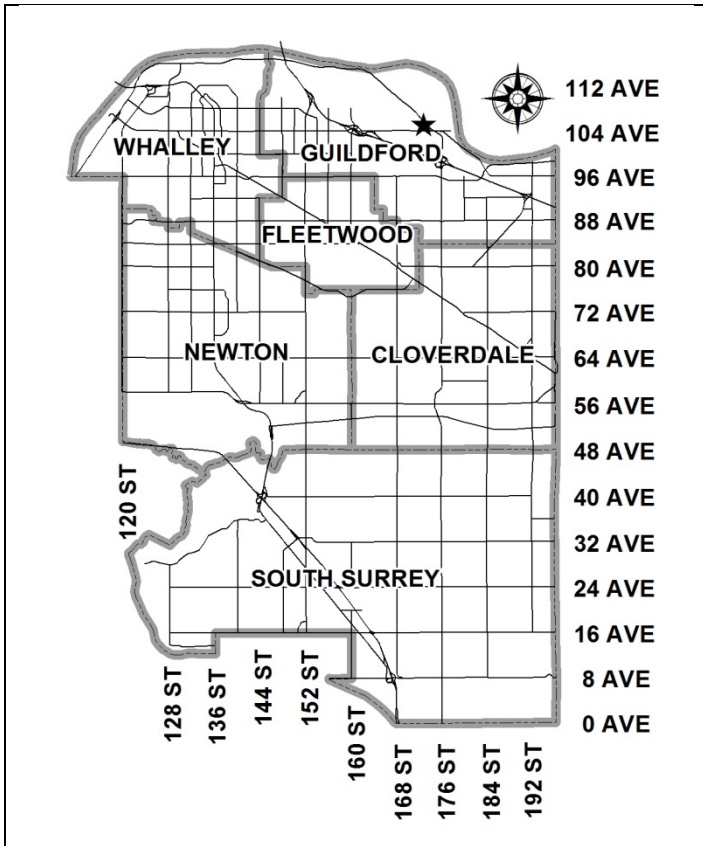 112 AVE
104 AVE
WHALLEY
GUILDFORD
96 AVE
88 AVE
FLEETWOOD
80 AVE
72 AVE
NEWTON
CLOVERDALE
64 AVE
56 AVE
48 AVE
120 ST
40 AVE
32 AVE
SOUTH SURREY
24 AVE
16 AVE
8 AVE
0 AVE
128 ST
136 ST
144 ST
152 ST
160 ST
168 ST
176 ST
184 ST
192 ST